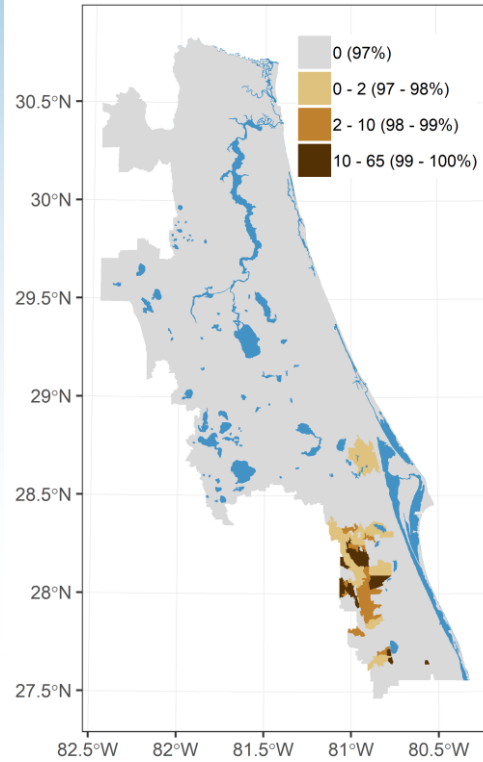 0 (97%)
0 - 2 (97 - 98%)
2 - 10 (98 - 99%)
10 - 65 (99 - 100%)
30.5°N
30°N
29.5°N
29°N
28.5°N
28°N
27.5°N
82.5°W 82°W 81.5°W 81°W 80.5°W